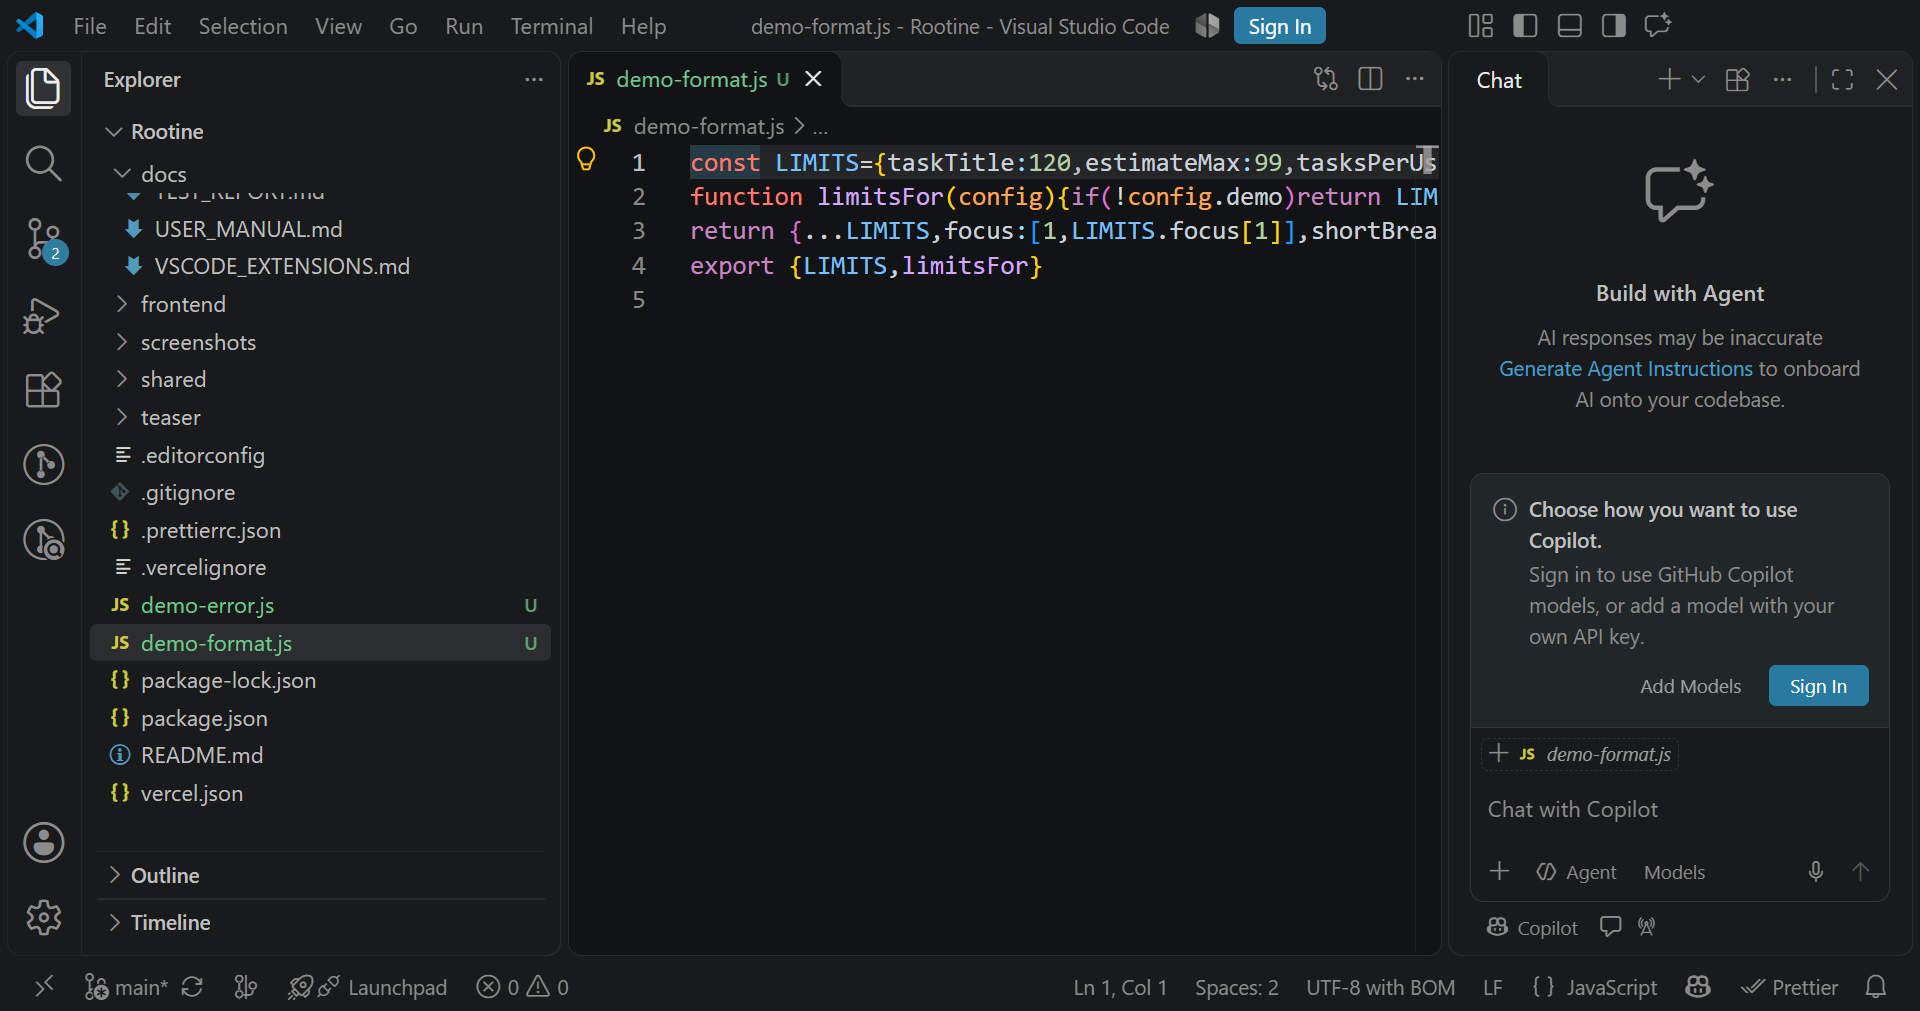 File Edit Selection View Go Run Terminal Help
demo-format.js - Rootine - Visual Studio Code
Sign In
Explorer
Rootine
docs
TEST_REPORT.md
USER_MANUAL.md
VSCODE_EXTENSIONS.md
frontend
screenshots
shared
teaser
.editorconfig
.gitignore
{} .prettierrc.json
.vercelignore
JS demo-error.js U
JS demo-format.js U
{} package-lock.json
{} package.json
README.md
{} vercel.json
Outline
Timeline
2
JS demo-format.js U
JS demo-format.js > ...
1 const LIMITS={taskTitle:120,estimateMax:99,tasksPerUs
2 function limitsFor(config){if(!config.demo)return LIM
3 return {...LIMITS,focus:[1,LIMITS.focus[1]],shortBrea
4 export {LIMITS,limitsFor}
5
Chat
Build with Agent
AI responses may be inaccurate
Generate Agent Instructions to onboard
AI onto your codebase.
Choose how you want to use
Copilot.
Sign in to use GitHub Copilot
models, or add a model with your
own API key.
Add Models Sign In
JS demo-format.js
Chat with Copilot
Agent Models
Copilot
main* Launchpad 0 0
Ln 1, Col 1 Spaces: 2 UTF-8 with BOM LF {} JavaScript Prettier